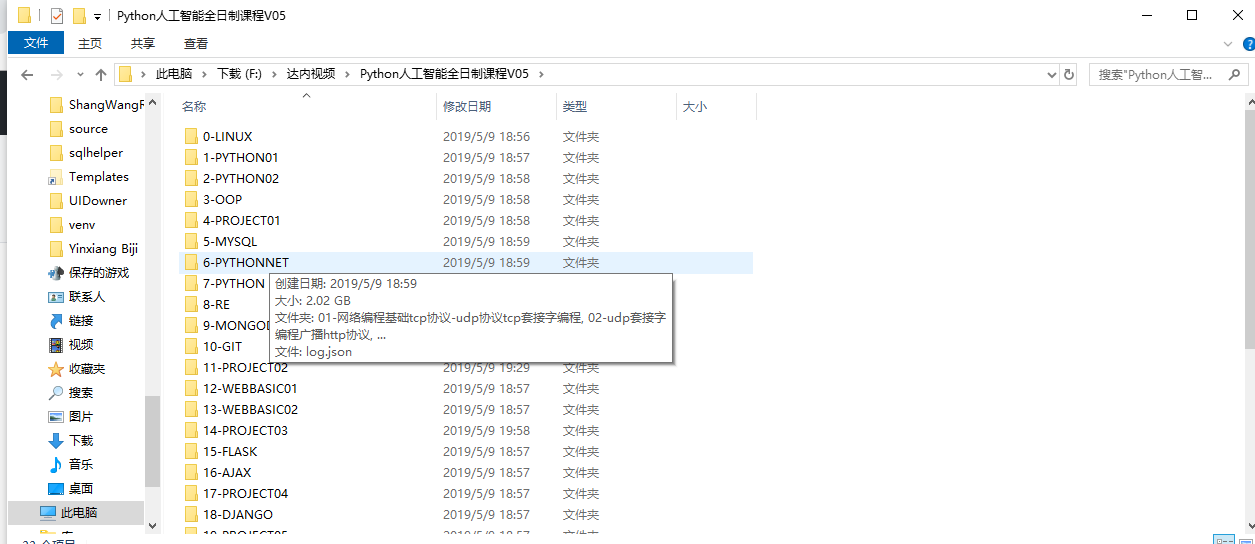 Python人工智能全日制课程V05
文件 主页 共享 查看
此电脑 下载 (F:) 达内视频 Python人工智能全日制课程V05 搜索"Python人工智...
ShangWangF
source
sqlhelper
Templates
UIDowner
venv
Yinxiang Biji
保存的游戏
联系人
链接
视频
收藏夹
搜索
图片
下载
音乐
桌面
此电脑
名称 修改日期 类型 大小
0-LINUX 2019/5/9 18:56 文件夹
1-PYTHON01 2019/5/9 18:57 文件夹
2-PYTHON02 2019/5/9 18:58 文件夹
3-OOP 2019/5/9 18:58 文件夹
4-PROJECT01 2019/5/9 18:58 文件夹
5-MYSQL 2019/5/9 18:59 文件夹
6-PYTHONNET 2019/5/9 18:59 文件夹
7-PYTHON
8-RE
9-MONGOD
10-GIT
创建日期: 2019/5/9 18:59
大小: 2.02 GB
文件夹: 01-网络编程基础tcp协议-udp协议tcp套接字编程, 02-udp套接字
编程广播http协议, ...
文件: log.json
11-PROJECT02 2019/5/9 19:29 文件夹
12-WEBBASIC01 2019/5/9 18:57 文件夹
13-WEBBASIC02 2019/5/9 18:57 文件夹
14-PROJECT03 2019/5/9 19:58 文件夹
15-FLASK 2019/5/9 18:57 文件夹
16-AJAX 2019/5/9 18:57 文件夹
17-PROJECT04 2019/5/9 18:57 文件夹
18-DJANGO 2019/5/9 18:57 文件夹
19-PROJECT05 2019/5/9 18:57 文件夹